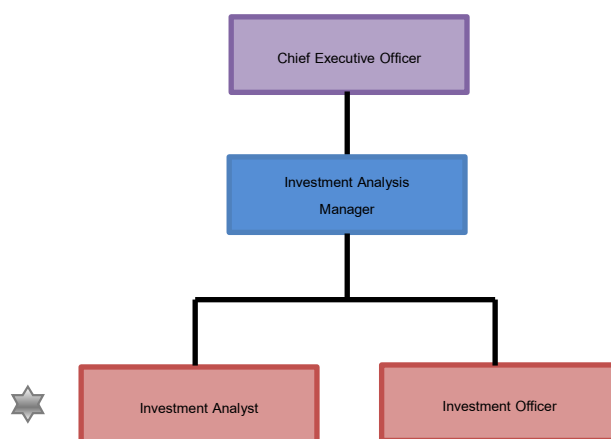 Chief Executive Officer
Investment Analysis
Manager
Investment Analyst
Investment Officer